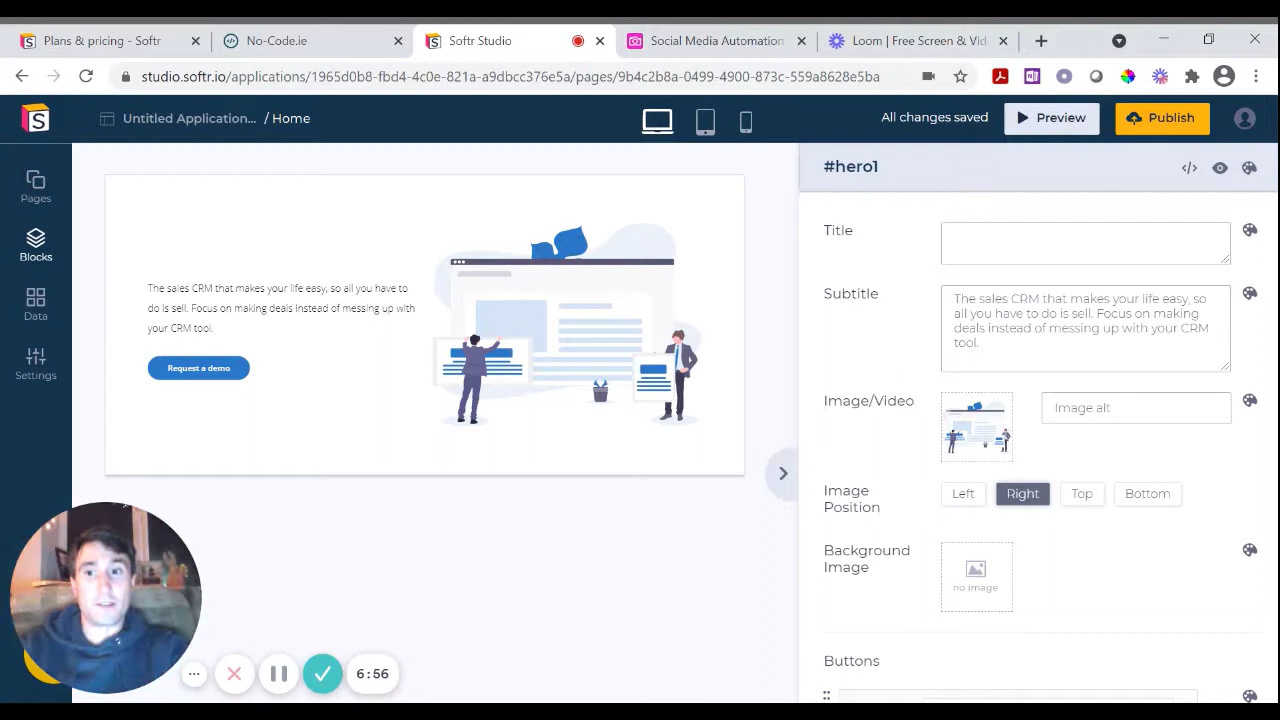 Plans & pricing - Softr
No-Code.ie
Softr Studio
Social Media Automation
Loom | Free Screen & Vid
studio.softr.io/applications/1965d0b8-fbd4-4c0e-821a-a9dbcc376e5a/pages/9b4c2b8a-0499-4900-873c-559a8628e5ba
S
Untitled Application... / Home
All changes saved
Preview
Publish
Pages
Blocks
Data
Settings
The sales CRM that makes your life easy, so all you have to
do is sell. Focus on making deals instead of messing up with
your CRM tool.
Request a demo
#hero1
Title
Subtitle
The sales CRM that makes your life easy, so
all you have to do is sell. Focus on making
deals instead of messing up with your CRM
tool.
Image/Video
Image alt
Image
Position
Left
Right
Top
Bottom
Background
Image
no image
Buttons
6:56